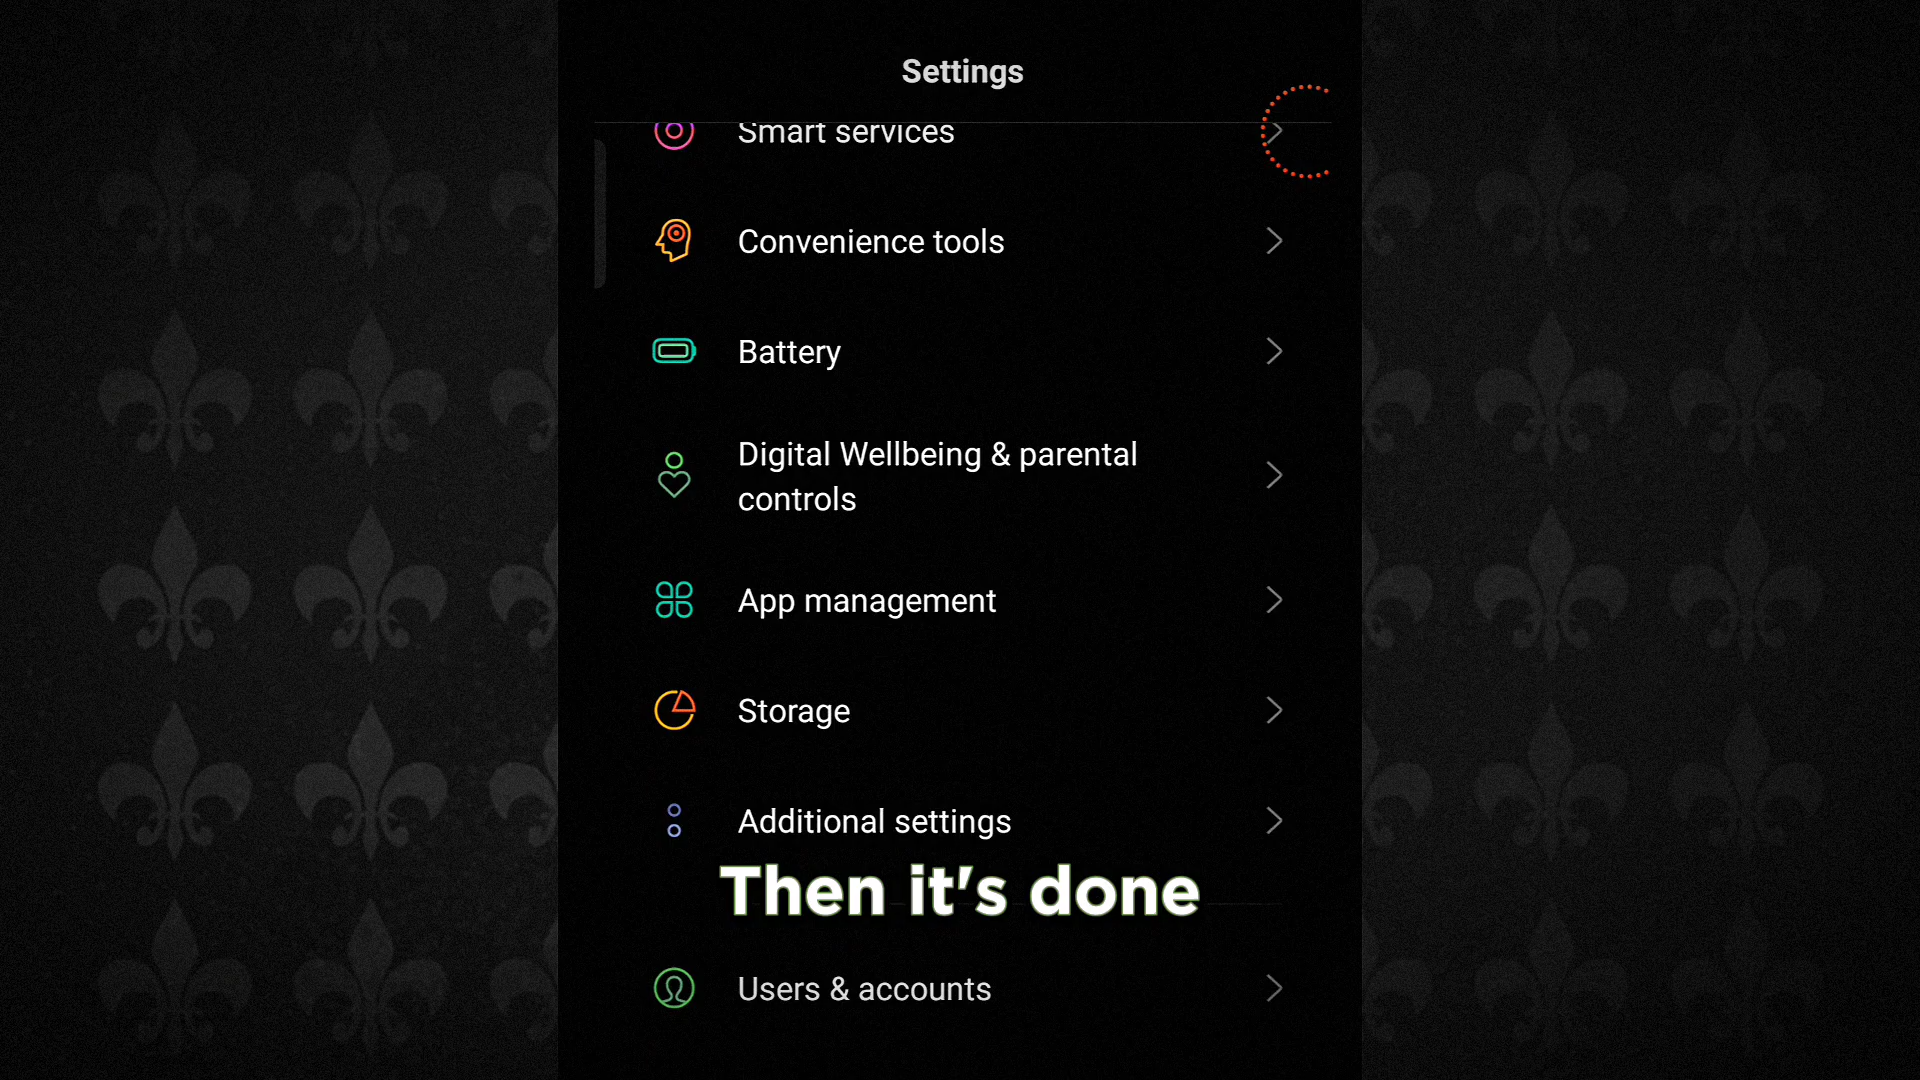 Settings
Smart services
Convenience tools
Battery
Digital Wellbeing & parental
controls
App management
Storage
Additional settings
Then it's done
Users & accounts